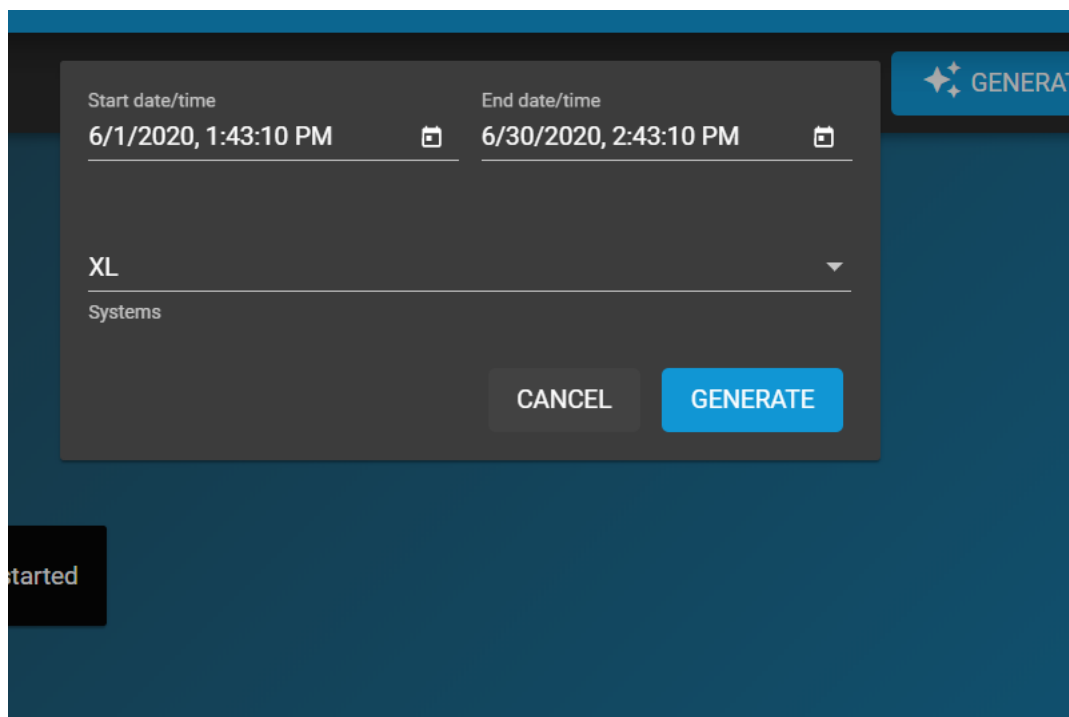 Start date/time End date/time
6/1/2020, 1:43:10 PM 6/30/2020, 2:43:10 PM
XL
Systems
CANCEL GENERATE
started